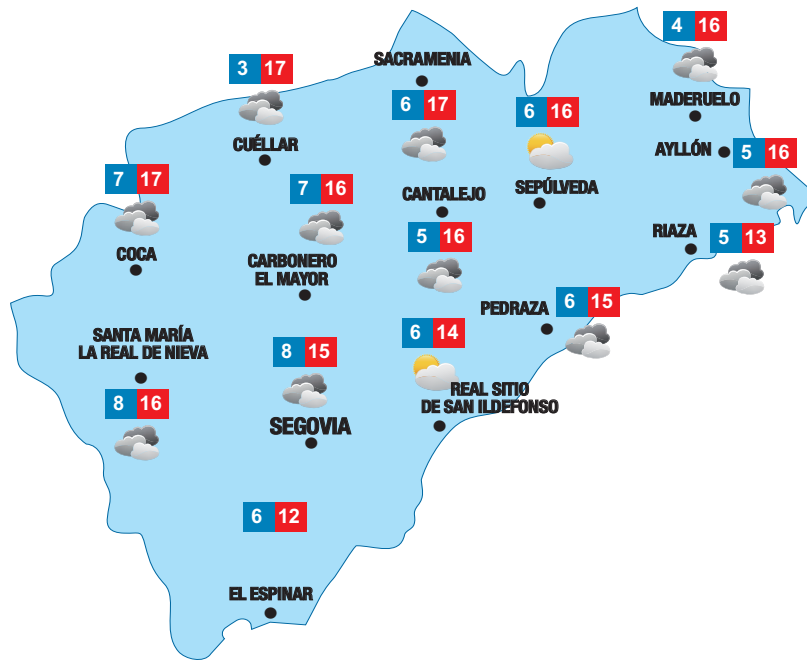 4 16
MADERUELO
SACRAMENIA
6 17
3 17
CUÉLLAR
6 16
SEPÚLVEDA
AYLLÓN
5 16
7 17
COCA
7 16
CARBONERO
EL MAYOR
CANTALEJO
5 16
RIAZA
5 13
PEDRAZA
6 15
SANTA MARÍA
LA REAL DE NIEVA
8 16
8 15
SEGOVIA
6 14
REAL SITIO
DE SAN ILDEFONSO
6 12
EL ESPINAR